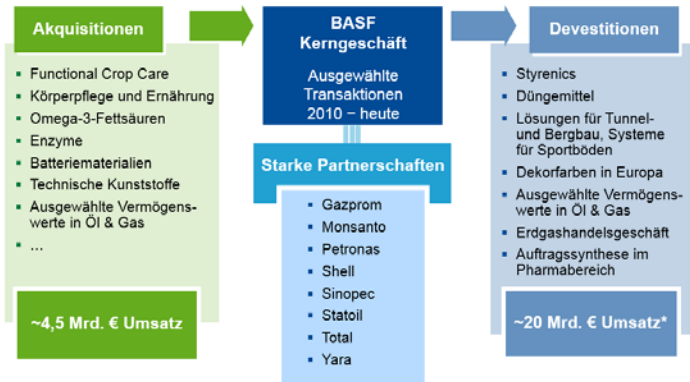 Akquisitionen
▪ Functional Crop Care
▪ Körperpflege und Ernährung
▪ Omega-3-Fettsäuren
▪ Enzyme
▪ Batteriematerialien
▪ Technische Kunststoffe
▪ Ausgewählte Vermögens-
werte in Öl & Gas
▪ …
~4,5 Mrd. € Umsatz
BASF
Kerngeschäft
Ausgewählte
Transaktionen
2010 – heute
Starke Partnerschaften
▪ Gazprom
▪ Monsanto
▪ Petronas
▪ Shell
▪ Sinopec
▪ Statoil
▪ Total
▪ Yara
Devestitionen
▪ Styrenics
▪ Düngemittel
▪ Lösungen für Tunnel-
und Bergbau, Systeme
für Sportböden
▪ Dekorfarben in Europa
▪ Ausgewählte Vermögens-
werte in Öl & Gas
▪ Erdgashandelsgeschäft
▪ Auftragssynthese im
Pharmabereich
~20 Mrd. € Umsatz*